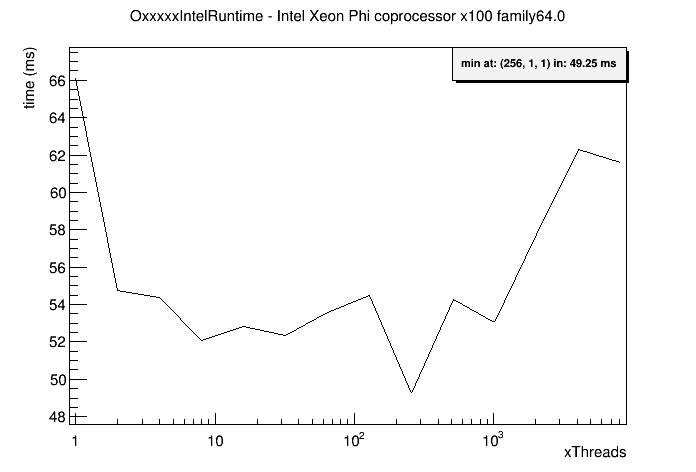 OxxxxxIntelRuntime - Intel Xeon Phi coprocessor x100 family64.0
time (ms)
min at: (256, 1, 1) in: 49.25 ms
66
64
62
60
58
56
54
52
50
48
1 10 10² 10³
xThreads